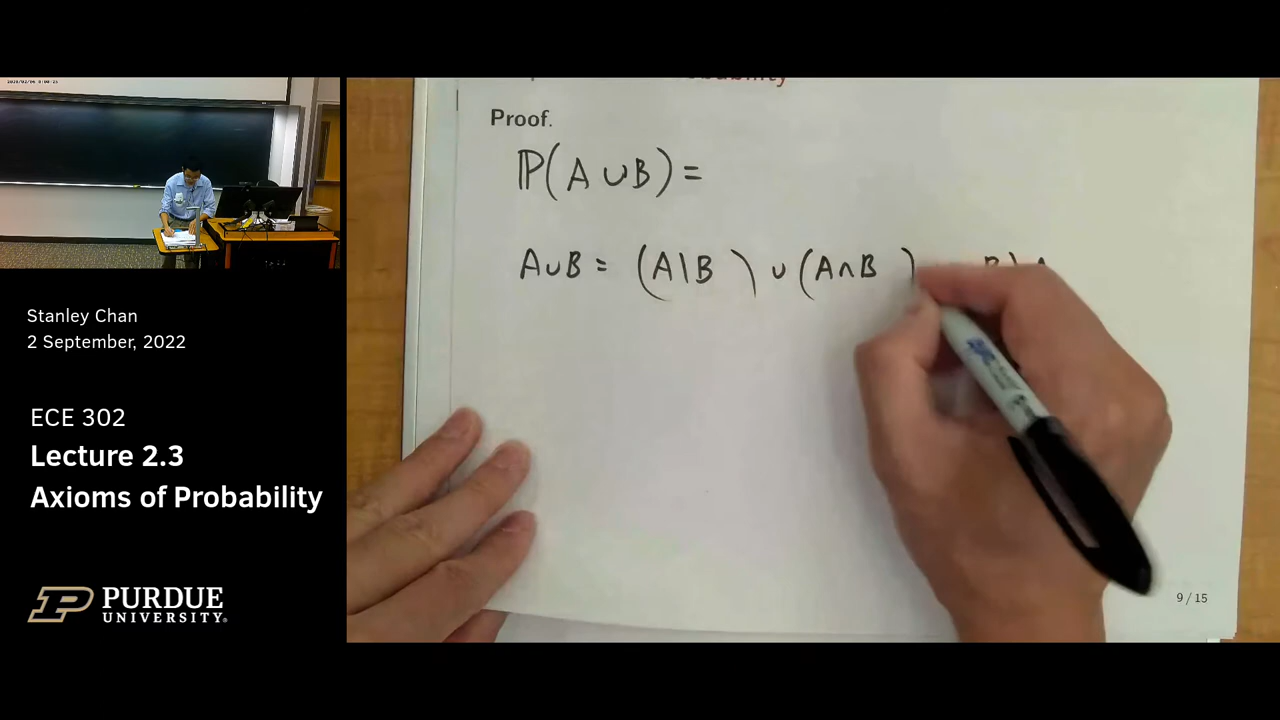 Proof.
ℙ(A ∪ B) =
A ∪ B = (A \ B ) ∪ (A ∩ B )
9 / 15
Stanley Chan
2 September, 2022
ECE 302
Lecture 2.3
Axioms of Probability
PURDUE
UNIVERSITY®